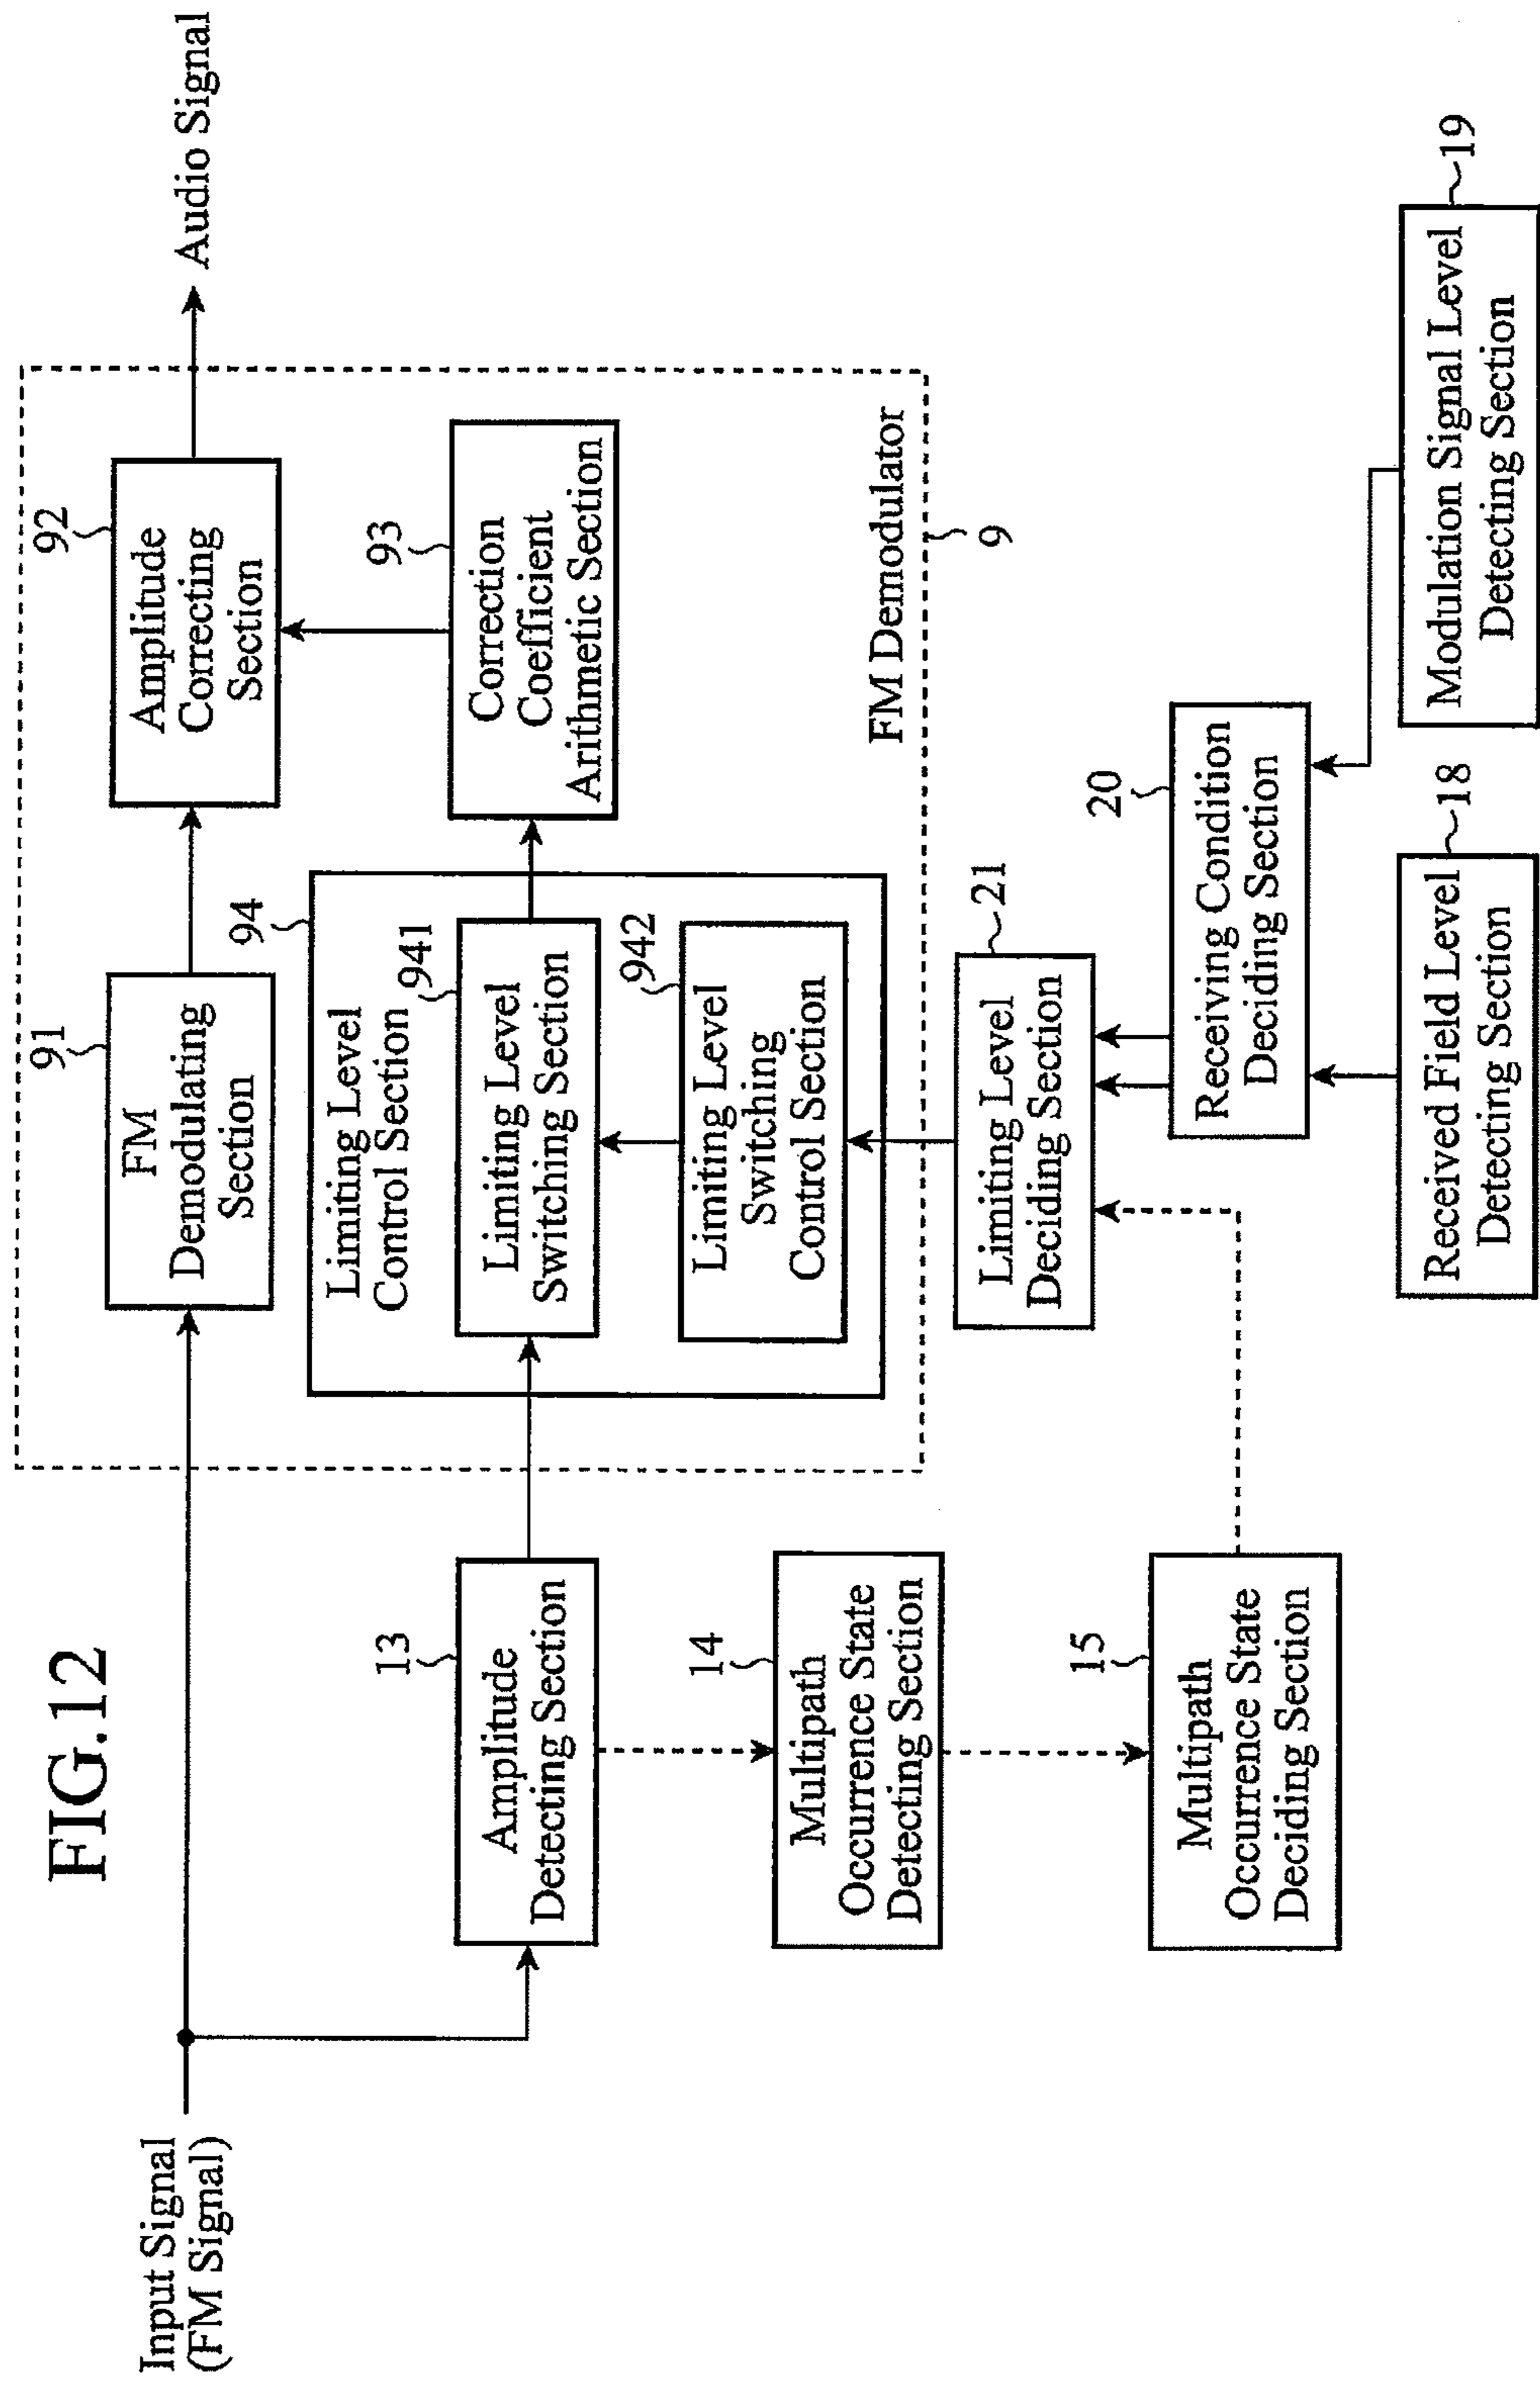 FIG.12
Input Signal
(FM Signal)
91
FM
Demodulating
Section
92
Amplitude
Correcting
Section
Audio Signal
94
Limiting Level
Control Section
941
Limiting Level
Switching Section
942
Limiting Level
Switching
Control Section
93
Correction
Coefficient
Arithmetic Section
FM Demodulator
9
13
Amplitude
Detecting Section
14
Multipath
Occurrence State
Detecting Section
15
Multipath
Occurrence State
Deciding Section
21
Limiting Level
Deciding Section
20
Receiving Condition
Deciding Section
18
Received Field Level
Detecting Section
19
Modulation Signal Level
Detecting Section